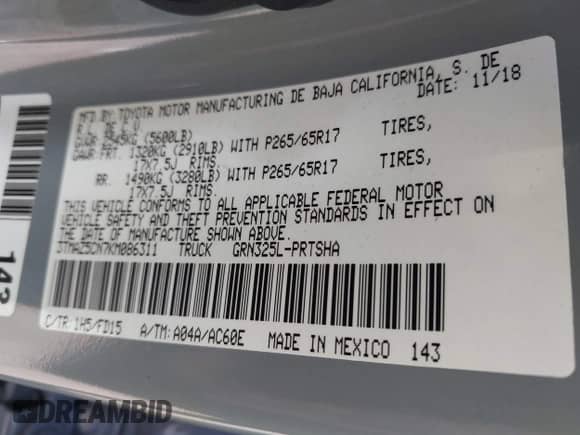 MFD.BY: TOYOTA MOTOR MANUFACTURING DE BAJA CALIFORNIA, S. DE
R.L. DE C.V. DATE: 11/18
GVWR 2545KG (5600LB)
GAWR FRT. 1320KG (2910LB) WITH P265/65R17 TIRES,
17X7.5J RIMS,
RR. 1490KG (3280LB) WITH P265/65R17 TIRES,
17X7.5J RIMS.
THIS VEHICLE CONFORMS TO ALL APPLICABLE FEDERAL MOTOR
VEHICLE SAFETY AND THEFT PREVENTION STANDARDS IN EFFECT ON
THE DATE OF MANUFACTURE SHOWN ABOVE.
3TMAZ5CN7KM086311 TRUCK GRN325L-PRTSHA
C/TR: 1H5/FD15 A/TM: A04A/AC60E MADE IN MEXICO 143
143
DREAMBID